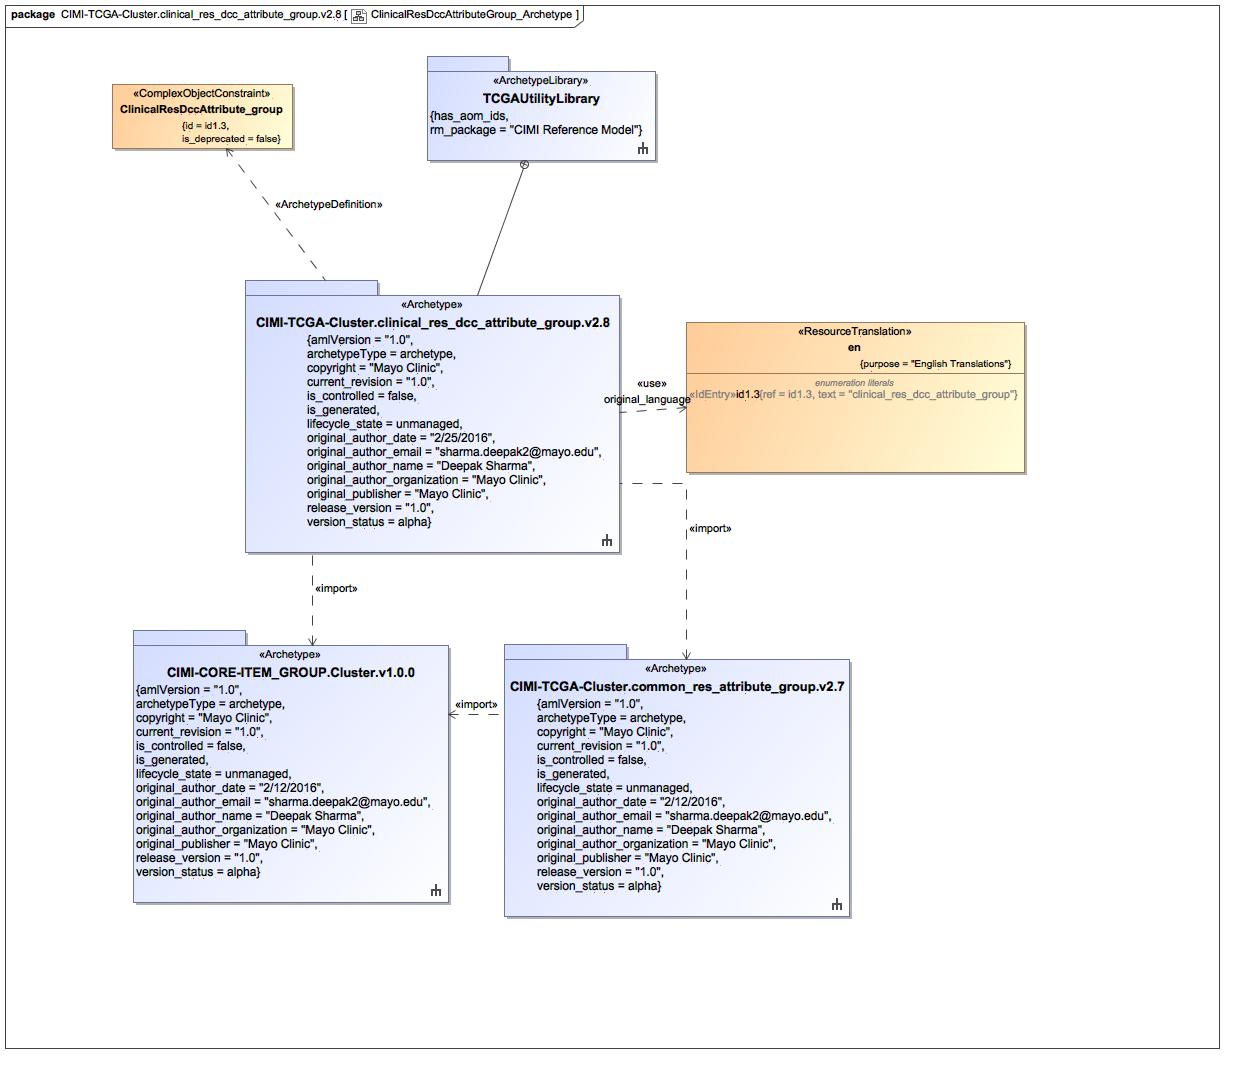 package CIMI-TCGA-Cluster.clinical_res_dcc_attribute_group.v2.8 [ ClinicalResDccAttributeGroup_Archetype ]
«ComplexObjectConstraint»
ClinicalResDccAttribute_group
{id = id1.3,
is_deprecated = false}
«ArchetypeLibrary»
TCGAUtilityLibrary
{has_aom_ids,
rm_package = "CIMI Reference Model"}
«ArchetypeDefinition»
«Archetype»
CIMI-TCGA-Cluster.clinical_res_dcc_attribute_group.v2.8
{amlVersion = "1.0",
archetypeType = archetype,
copyright = "Mayo Clinic",
current_revision = "1.0",
is_controlled = false,
is_generated,
lifecycle_state = unmanaged,
original_author_date = "2/25/2016",
original_author_email = "sharma.deepak2@mayo.edu",
original_author_name = "Deepak Sharma",
original_author_organization = "Mayo Clinic",
original_publisher = "Mayo Clinic",
release_version = "1.0",
version_status = alpha}
«use»
original_language
«ResourceTranslation»
en
{purpose = "English Translations"}
enumeration literals
«IdEntry»id1.3{ref = id1.3, text = "clinical_res_dcc_attribute_group"}
«import»
«import»
«Archetype»
CIMI-CORE-ITEM_GROUP.Cluster.v1.0.0
{amlVersion = "1.0",
archetypeType = archetype,
copyright = "Mayo Clinic",
current_revision = "1.0",
is_controlled = false,
is_generated,
lifecycle_state = unmanaged,
original_author_date = "2/12/2016",
original_author_email = "sharma.deepak2@mayo.edu",
original_author_name = "Deepak Sharma",
original_author_organization = "Mayo Clinic",
original_publisher = "Mayo Clinic",
release_version = "1.0",
version_status = alpha}
«import»
«Archetype»
CIMI-TCGA-Cluster.common_res_attribute_group.v2.7
{amlVersion = "1.0",
archetypeType = archetype,
copyright = "Mayo Clinic",
current_revision = "1.0",
is_controlled = false,
is_generated,
lifecycle_state = unmanaged,
original_author_date = "2/12/2016",
original_author_email = "sharma.deepak2@mayo.edu",
original_author_name = "Deepak Sharma",
original_author_organization = "Mayo Clinic",
original_publisher = "Mayo Clinic",
release_version = "1.0",
version_status = alpha}